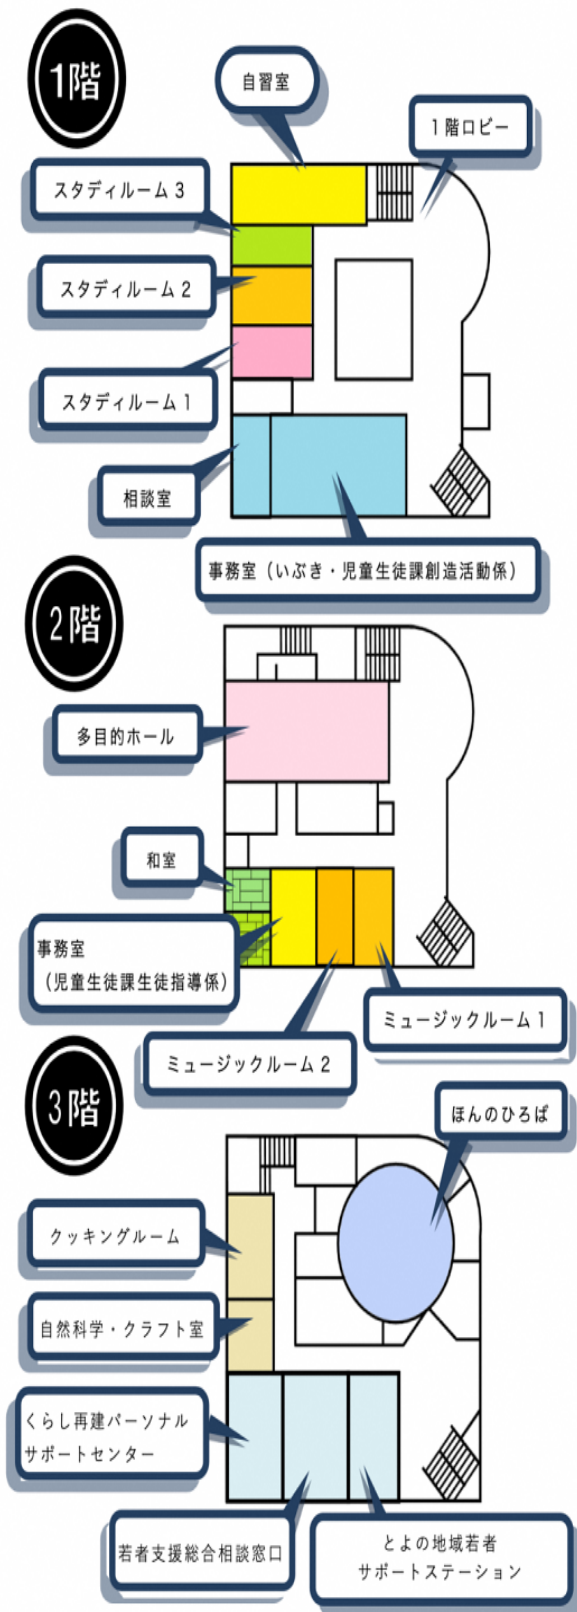 1階
自習室
1階ロビー
スタディルーム3
スタディルーム2
スタディルーム1
相談室
事務室（いぶき・児童生徒課創造活動係）
2階
多目的ホール
和室
事務室
（児童生徒課生徒指導係）
ミュージックルーム1
ミュージックルーム2
3階
ほんのひろば
クッキングルーム
自然科学・クラフト室
くらし再建パーソナル
サポートセンター
若者支援総合相談窓口
とよの地域若者
サポートステーション